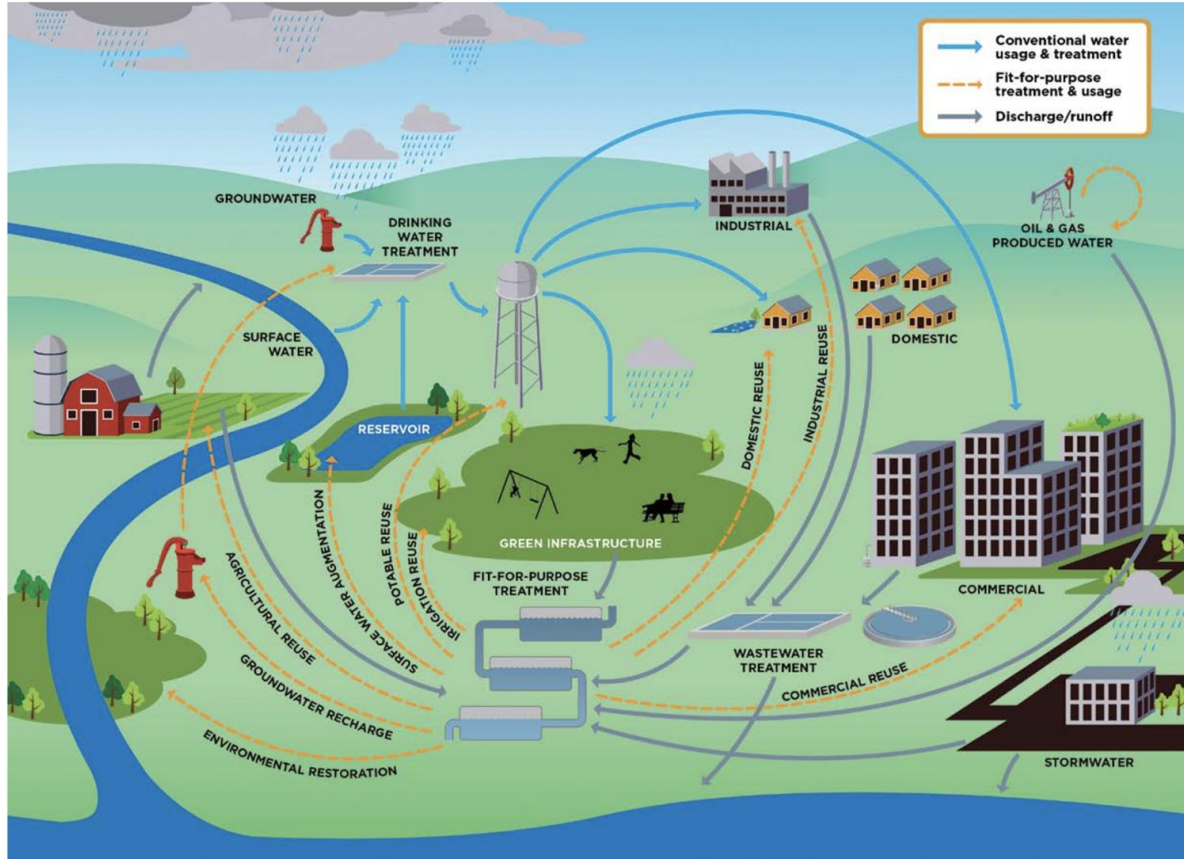 Conventional water
usage & treatment
Fit-for-purpose
treatment & usage
Discharge/runoff
GROUNDWATER
DRINKING
WATER
TREATMENT
INDUSTRIAL
OIL & GAS
PRODUCED WATER
SURFACE
WATER
DOMESTIC
RESERVOIR
DOMESTIC REUSE
INDUSTRIAL REUSE
GREEN INFRASTRUCTURE
FIT-FOR-PURPOSE
TREATMENT
COMMERCIAL
AGRICULTURAL REUSE
SURFACE WATER AUGMENTATION
POTABLE REUSE
IRRIGATION REUSE
WASTEWATER
TREATMENT
COMMERCIAL REUSE
GROUNDWATER RECHARGE
ENVIRONMENTAL RESTORATION
STORMWATER